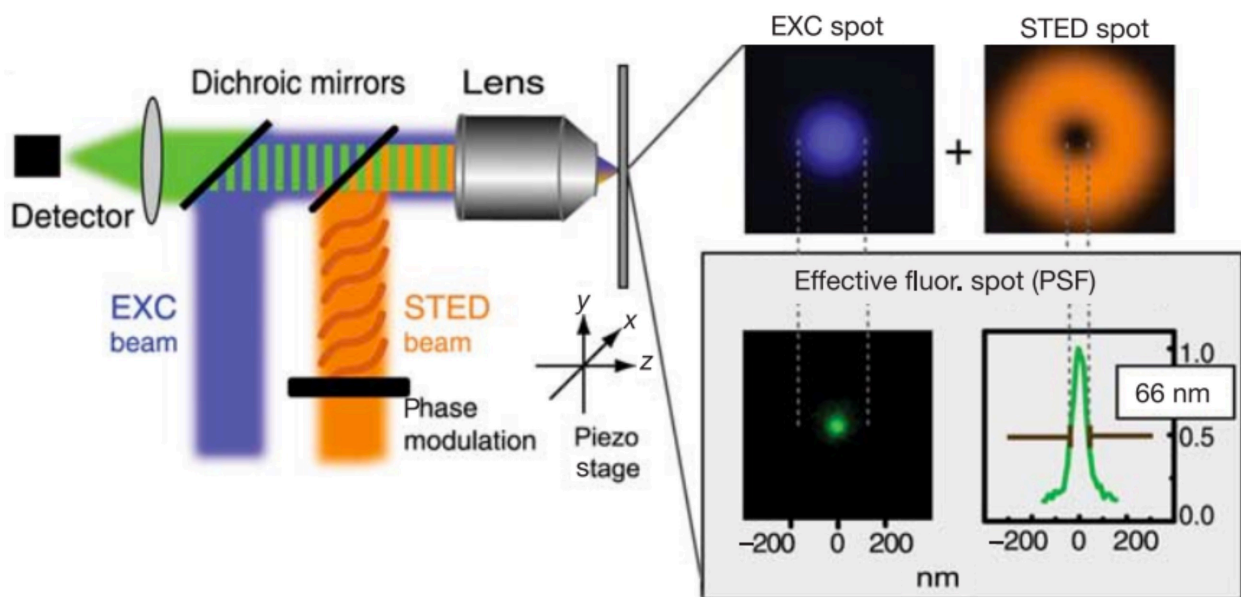 EXC spot
STED spot
Dichroic mirrors
Lens
+
Detector
EXC
beam
STED
beam
Phase
modulation
y
x
z
Piezo
stage
Effective fluor. spot (PSF)
1.0
66 nm
0.5
0.0
−200 0 200
−200 0 200
nm